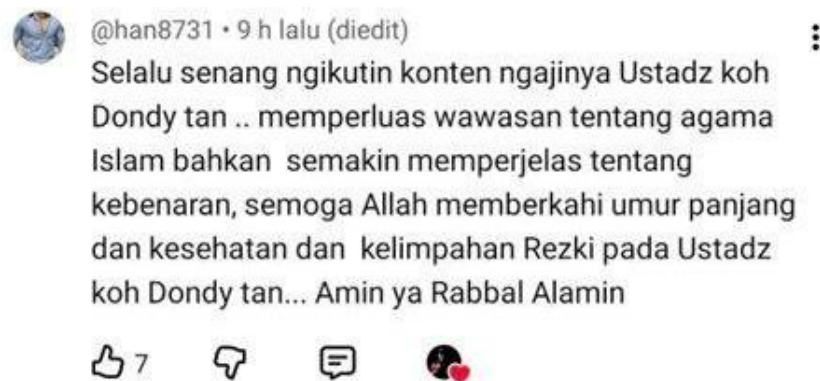 @han8731 • 9 h lalu (diedit)
Selalu senang ngikutin konten ngajinya Ustadz koh
Dondy tan .. memperluas wawasan tentang agama
Islam bahkan  semakin memperjelas tentang
kebenaran, semoga Allah memberkahi umur panjang
dan kesehatan dan  kelimpahan Rezki pada Ustadz
koh Dondy tan... Amin ya Rabbal Alamin
7